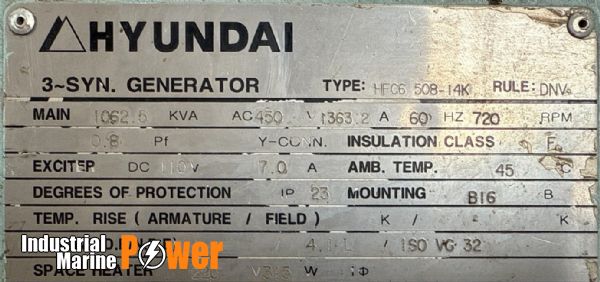 HYUNDAI
3~SYN. GENERATOR TYPE: HFC6 508-14K RULE: DNV
MAIN 1062.5 KVA AC 450 V 1363.2 A 60 HZ 720 RPM
0.8 Pf Y-CONN. INSULATION CLASS F
EXCITER DC 110V 7.0 A AMB. TEMP. 45 °C
DEGREES OF PROTECTION IP 23 MOUNTING B16 B
TEMP. RISE ( ARMATURE / FIELD ) K / K
/ ISO VG 32
SPACE HEATER W 1Φ
Industrial Marine Power